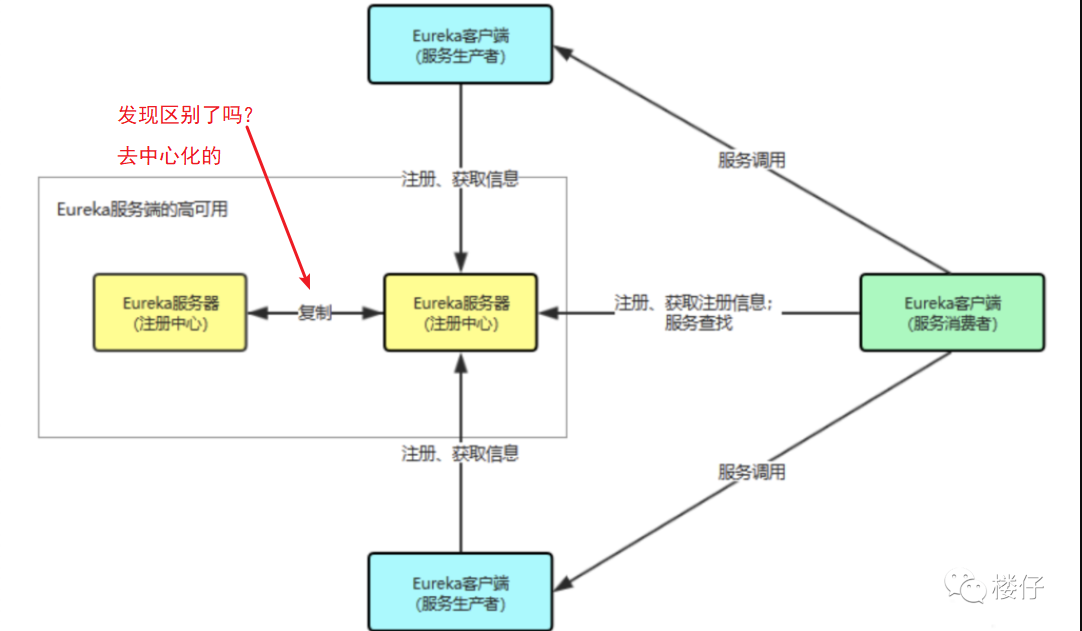 Eureka客户端
(服务生产者)
发现区别了吗?
去中心化的
服务调用
注册、获取信息
Eureka服务端的高可用
Eureka服务器
(注册中心)
复制
Eureka服务器
(注册中心)
注册、获取注册信息;
服务查找
Eureka客户端
(服务消费者)
注册、获取信息
服务调用
Eureka客户端
(服务生产者)
楼仔